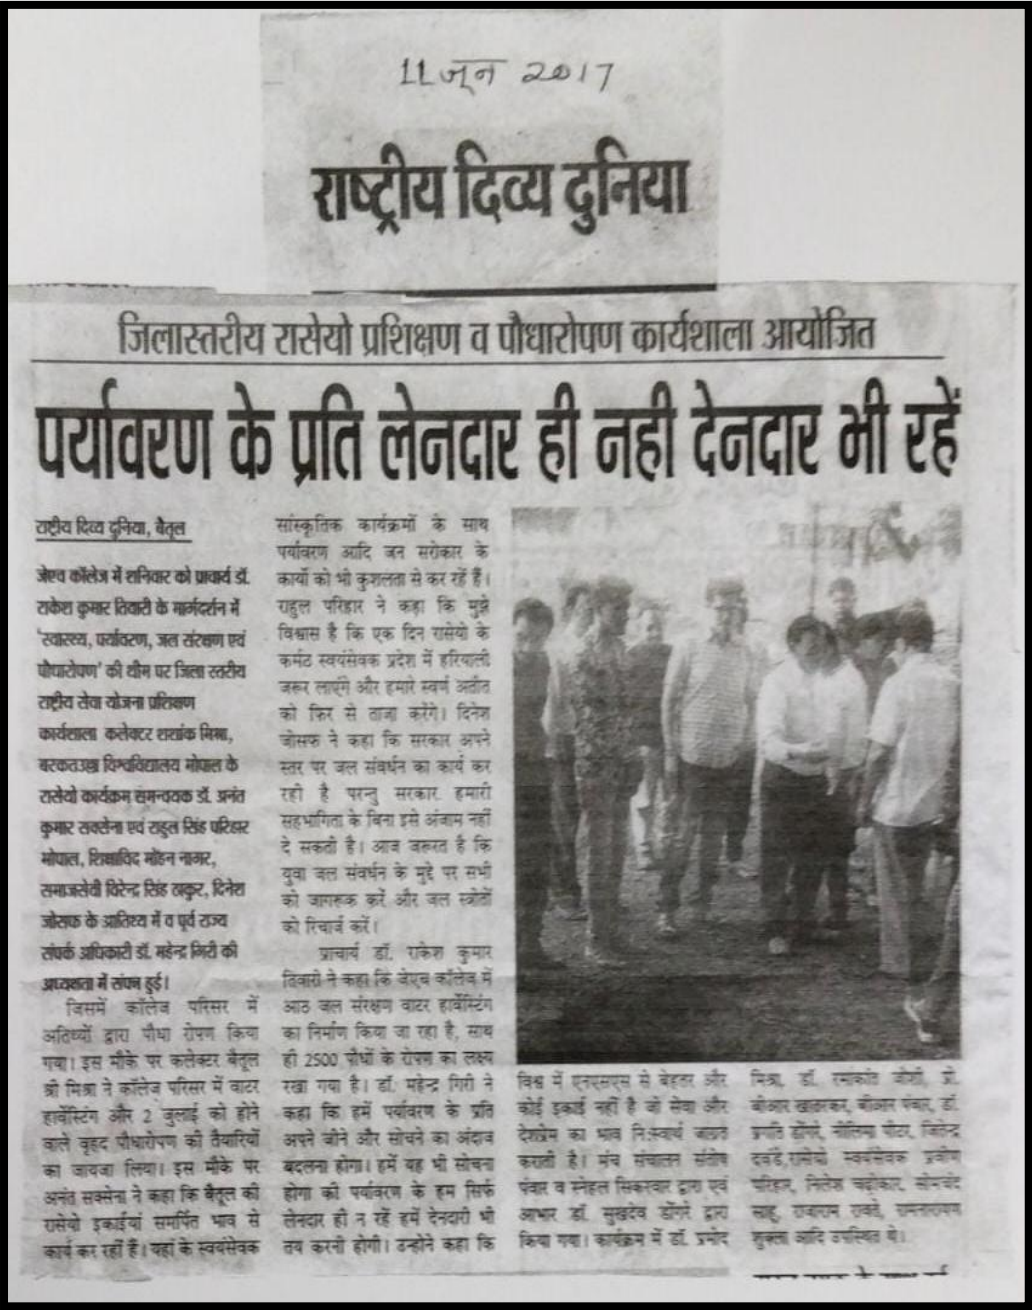 11 जून 2017
राष्ट्रीय दिव्य दुनिया
जिलास्तरीय रासेयो प्रशिक्षण व पौधारोपण कार्यशाला आयोजित
पर्यावरण के प्रति लेनदार ही नही देनदार भी रहें
राष्ट्रीय दिव्य दुनिया, बैतूल
जेएच कॉलेज में शनिवार को प्राचार्य डॉ.
राकेश कुमार तिवारी के मार्गदर्शन में
'स्वास्थ्य, पर्यावरण, जल संरक्षण एवं
पौधारोपण' की थीम पर जिला स्तरीय
राष्ट्रीय सेवा योजना प्रशिक्षण
कार्यशाला कलेक्टर शशांक मिश्रा,
बरकतउल्ला विश्वविद्यालय भोपाल के
रासेयो कार्यक्रम समन्वयक डॉ. अनंत
कुमार सक्सेना एवं राहुल सिंह परिहार
भोपाल, शिक्षाविद मोहन नागर,
समाजसेवी विरेन्द्र सिंह ठाकुर, दिनेश
जोसफ के आतिथ्य में व पूर्व राज्य
संपर्क अधिकारी डॉ. महेन्द्र गिरी की
अध्यक्षता में संपन्न हुई।
जिसमें कॉलेज परिसर में
अतिथ्यों द्वारा पौधा रोपण किया
गया। इस मौके पर कलेक्टर बैतूल
श्री मिश्रा ने कॉलेज परिसर में वाटर
हार्वेस्टिंग और 2 जुलाई को होने
वाले वृहद पौधारोपण की तैयारियों
का जायजा लिया। इस मौके पर
अनंत सक्सेना ने कहा कि बैतूल की
रासेयो इकाईयां समर्पित भाव से
कार्य कर रही हैं। यहां के स्वयंसेवक
सांस्कृतिक कार्यक्रमों के साथ
पर्यावरण आदि जन सरोकार के
कार्यो को भी कुशलता से कर रहें हैं।
राहुल परिहार ने कहा कि मुझे
विश्वास है कि एक दिन रासेयो के
कर्मठ स्वयंसेवक प्रदेश में हरियाली
जरूर लाएंगे और हमारे स्वर्ण अतीत
को फिर से ताजा करेंगे। दिनेश
जोसफ ने कहा कि सरकार अपने
स्तर पर जल संवर्धन का कार्य कर
रही है परन्तु सरकार हमारी
सहभागिता के बिना इसे अंजाम नहीं
दे सकती है। आज जरूरत है कि
युवा जल संवर्धन के मुद्दे पर सभी
को जागरूक करें और जल स्त्रोतों
को रिचार्ज करें।
प्राचार्य डॉ. राकेश कुमार
तिवारी ने कहा कि जेएच कॉलेज में
आठ जल संरक्षण वाटर हार्वेस्टिंग
का निर्माण किया जा रहा है, साथ
ही 2500 पौधों के रोपण का लक्ष्य
रखा गया है। डॉ. महेन्द्र गिरी ने
कहा कि हमें पर्यावरण के प्रति
अपने जीने और सोचने का अंदाज
बदलना होगा। हमें यह भी सोचना
होगा की पर्यावरण के हम सिर्फ
लेनदार ही न रहें हमें देनदारी भी
तय करनी होगी। उन्होने कहा कि
विश्व में एनएसएस से बेहतर और
कोई इकाई नहीं है जो सेवा और
देशप्रेम का भाव नि:स्वार्थ जागृत
कराती है। मंच संचालन संतोष
पंवार व स्नेहल सिकरवार द्वारा एवं
आभार डॉ. सुखदेव डोंगरे द्वारा
किया गया। कार्यक्रम में डॉ. प्रमोद
मिश्रा, डॉ. रमाकांत जोशी, प्रो.
बीआर खातरकर, बीआर पंवार, डॉ.
प्रगति डोंगरे, नीलिमा पीटर, जितेन्द्र
दवंडे, रासेयो स्वयंसेवक प्रवीण
परिहार, निलेश चढ़ोकार, सोमचंद
साहू, राजाराम रावते, रामनारायण
शुक्ला आदि उपस्थित थे।